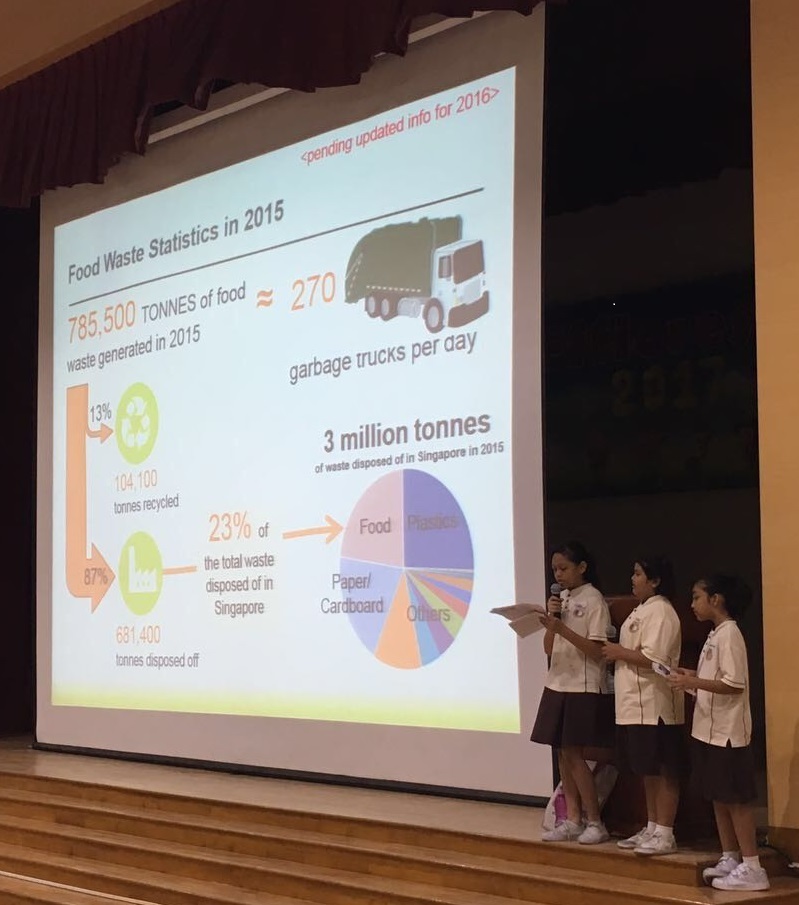 <pending updated info for 2016>
Food Waste Statistics in 2015
785,500 TONNES of food
waste generated in 2015
≈ 270
garbage trucks per day
13%
104,100
tonnes recycled
87%
681,400
tonnes disposed off
23% of
the total waste
disposed of in
Singapore
3 million tonnes
of waste disposed of in Singapore in 2015
Food
Plastics
Paper/
Cardboard
Others
2017